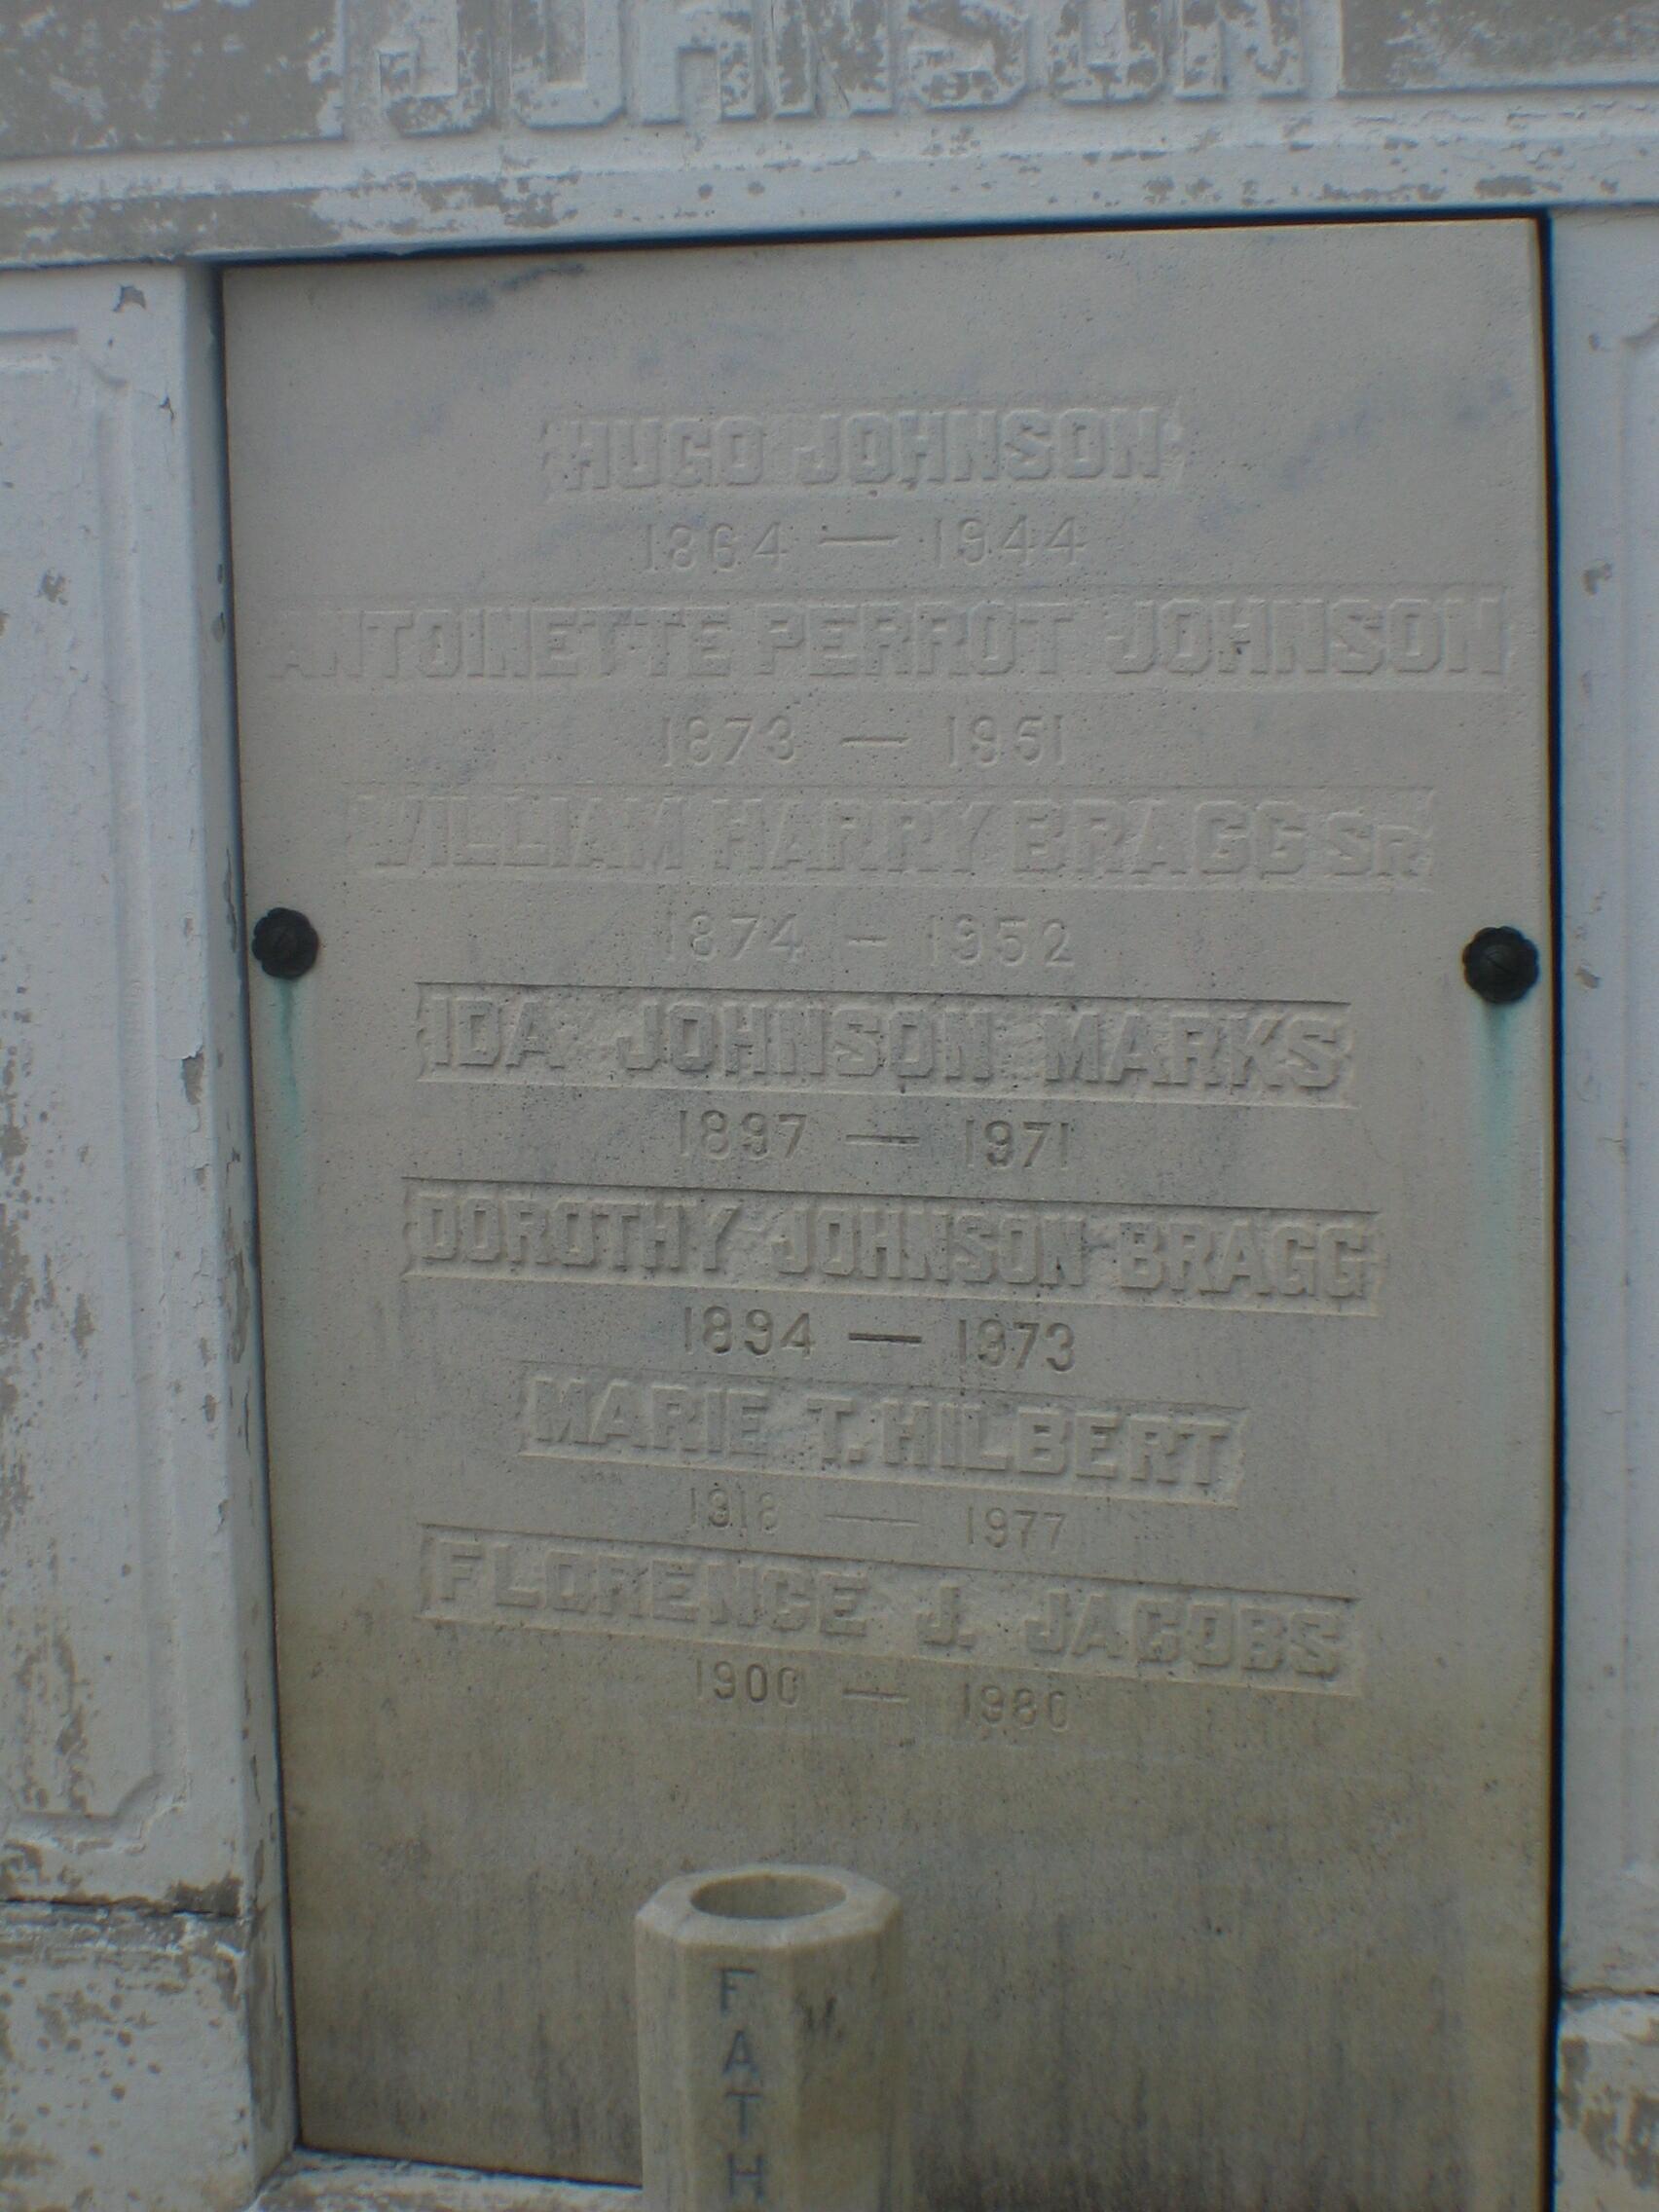 JOHNSON
HUGO JOHNSON
1864 — 1944
ANTOINETTE PERROT JOHNSON
1873 — 1951
WILLIAM HARRY BRAGG SR.
1874 – 1952
IDA JOHNSON MARKS
1897 — 1971
DOROTHY JOHNSON BRAGG
1894 — 1973
MARIE T. HILBERT
1918 — 1977
FLORENCE J. JACOBS
1900 — 1980
FATH